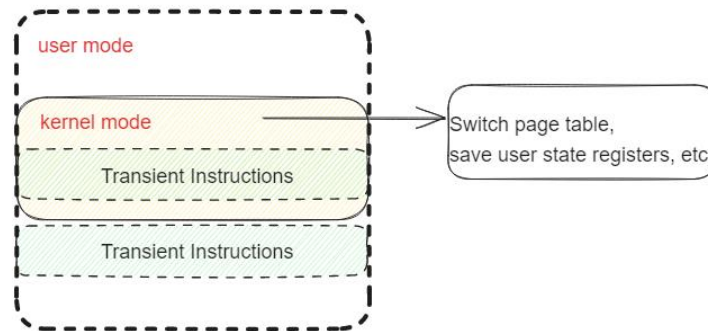 user mode
kernel mode
Transient Instructions
Transient Instructions
Switch page table,
save user state registers, etc